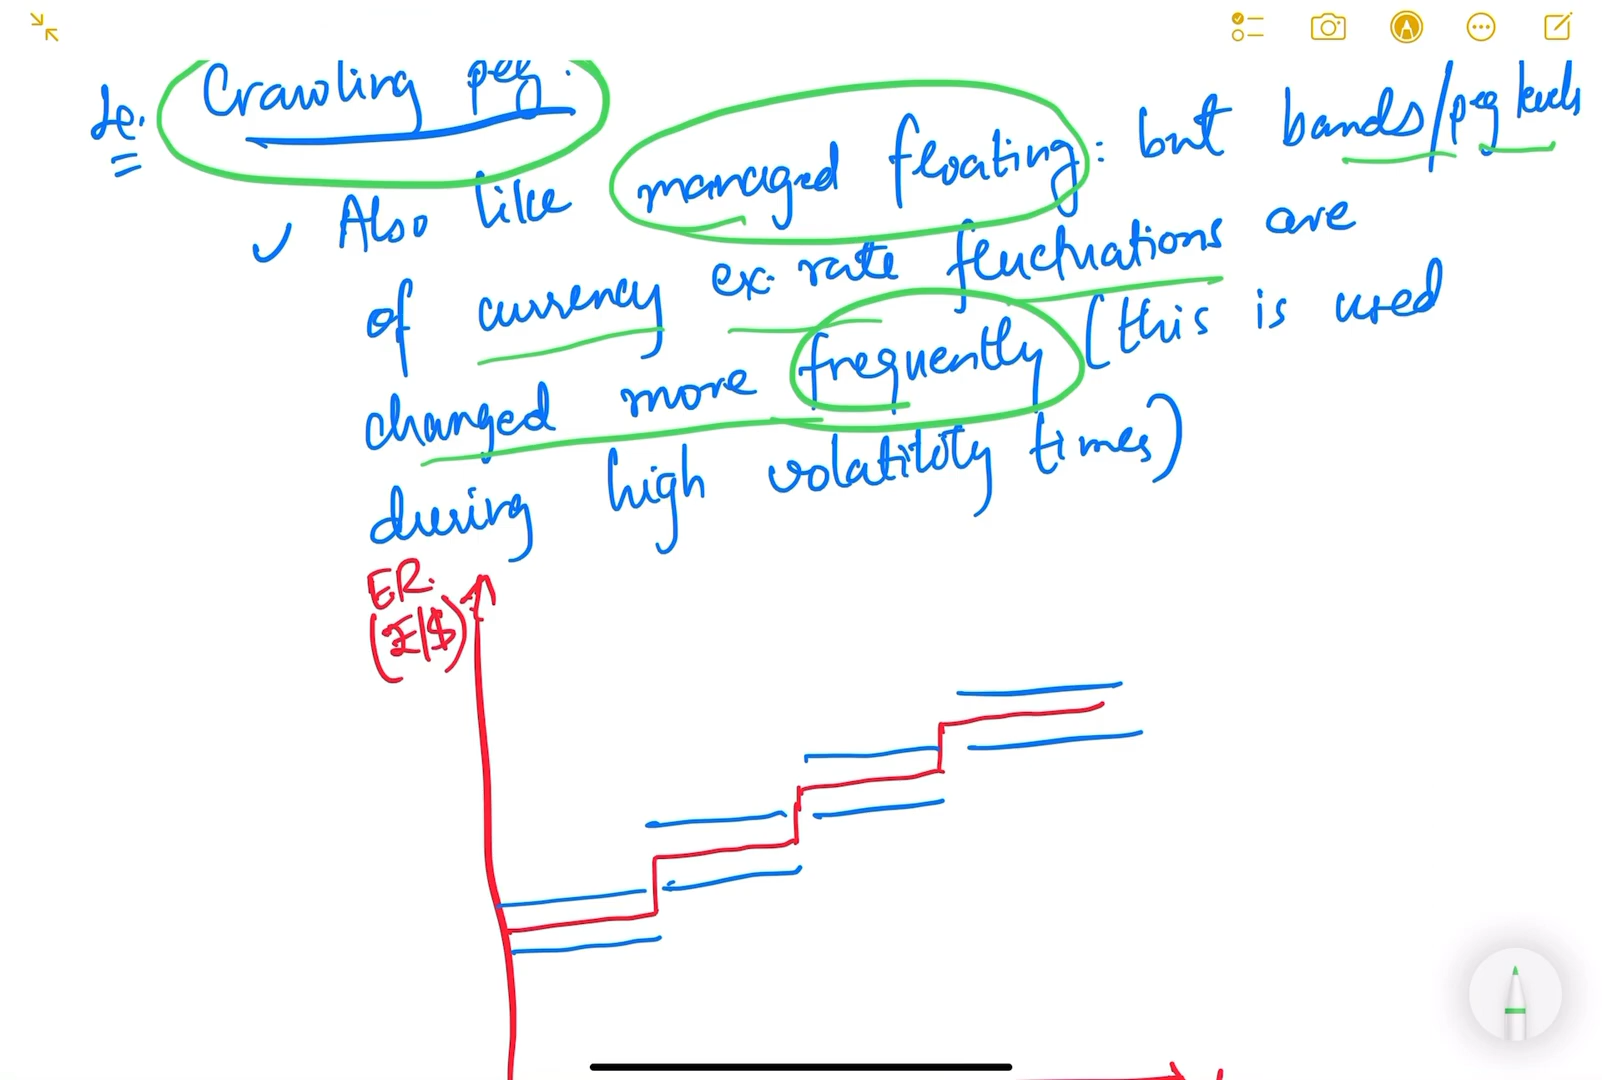 1e. Crawling peg.
Also like managed floating: but bands/peg levels
of currency ex. rate fluctuations are
changed more frequently (this is used
during high volatility times)
ER.
(₹/$)